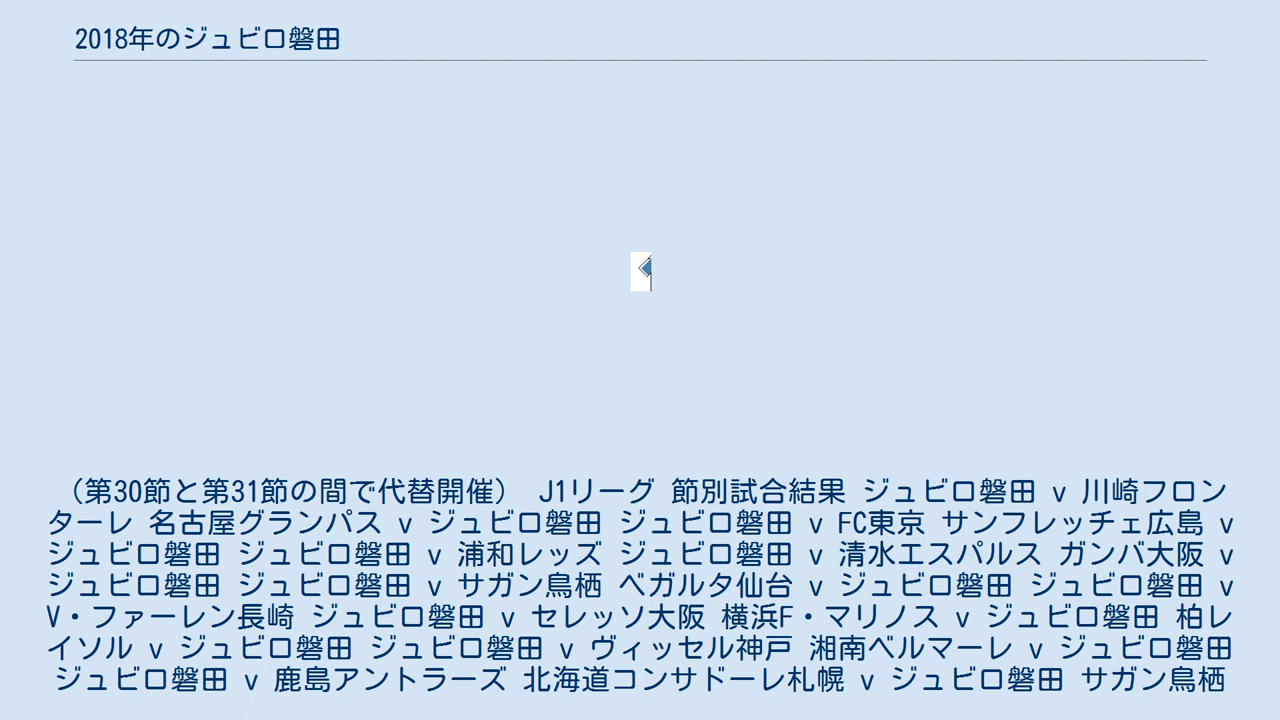 2018年のジュビロ磐田
（第30節と第31節の間で代替開催） J1リーグ 節別試合結果 ジュビロ磐田 v 川崎フロン
ターレ 名古屋グランパス v ジュビロ磐田 ジュビロ磐田 v FC東京 サンフレッチェ広島 v
ジュビロ磐田 ジュビロ磐田 v 浦和レッズ ジュビロ磐田 v 清水エスパルス ガンバ大阪 v
ジュビロ磐田 ジュビロ磐田 v サガン鳥栖 ベガルタ仙台 v ジュビロ磐田 ジュビロ磐田 v
V・ファーレン長崎 ジュビロ磐田 v セレッソ大阪 横浜F・マリノス v ジュビロ磐田 柏レ
イソル v ジュビロ磐田 ジュビロ磐田 v ヴィッセル神戸 湘南ベルマーレ v ジュビロ磐田
ジュビロ磐田 v 鹿島アントラーズ 北海道コンサドーレ札幌 v ジュビロ磐田 サガン鳥栖